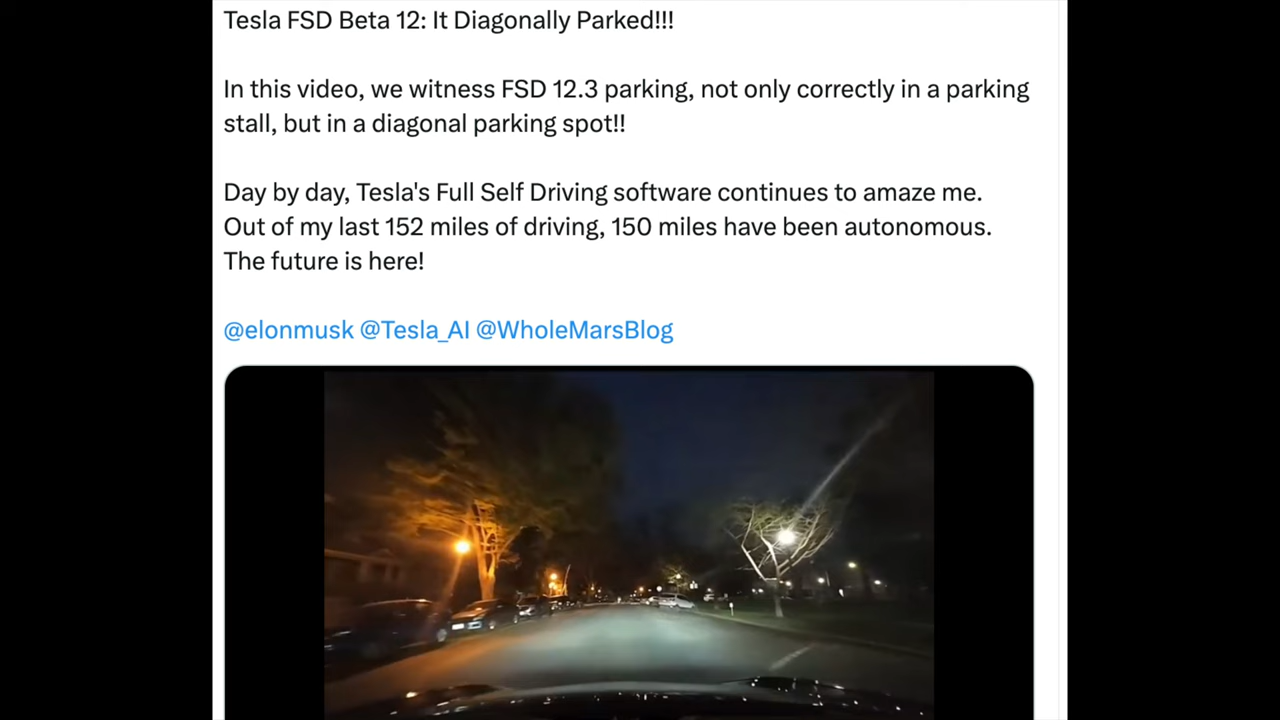 Tesla FSD Beta 12: It Diagonally Parked!!!
In this video, we witness FSD 12.3 parking, not only correctly in a parking
stall, but in a diagonal parking spot!!
Day by day, Tesla's Full Self Driving software continues to amaze me.
Out of my last 152 miles of driving, 150 miles have been autonomous.
The future is here!
@elonmusk @Tesla_AI @WholeMarsBlog